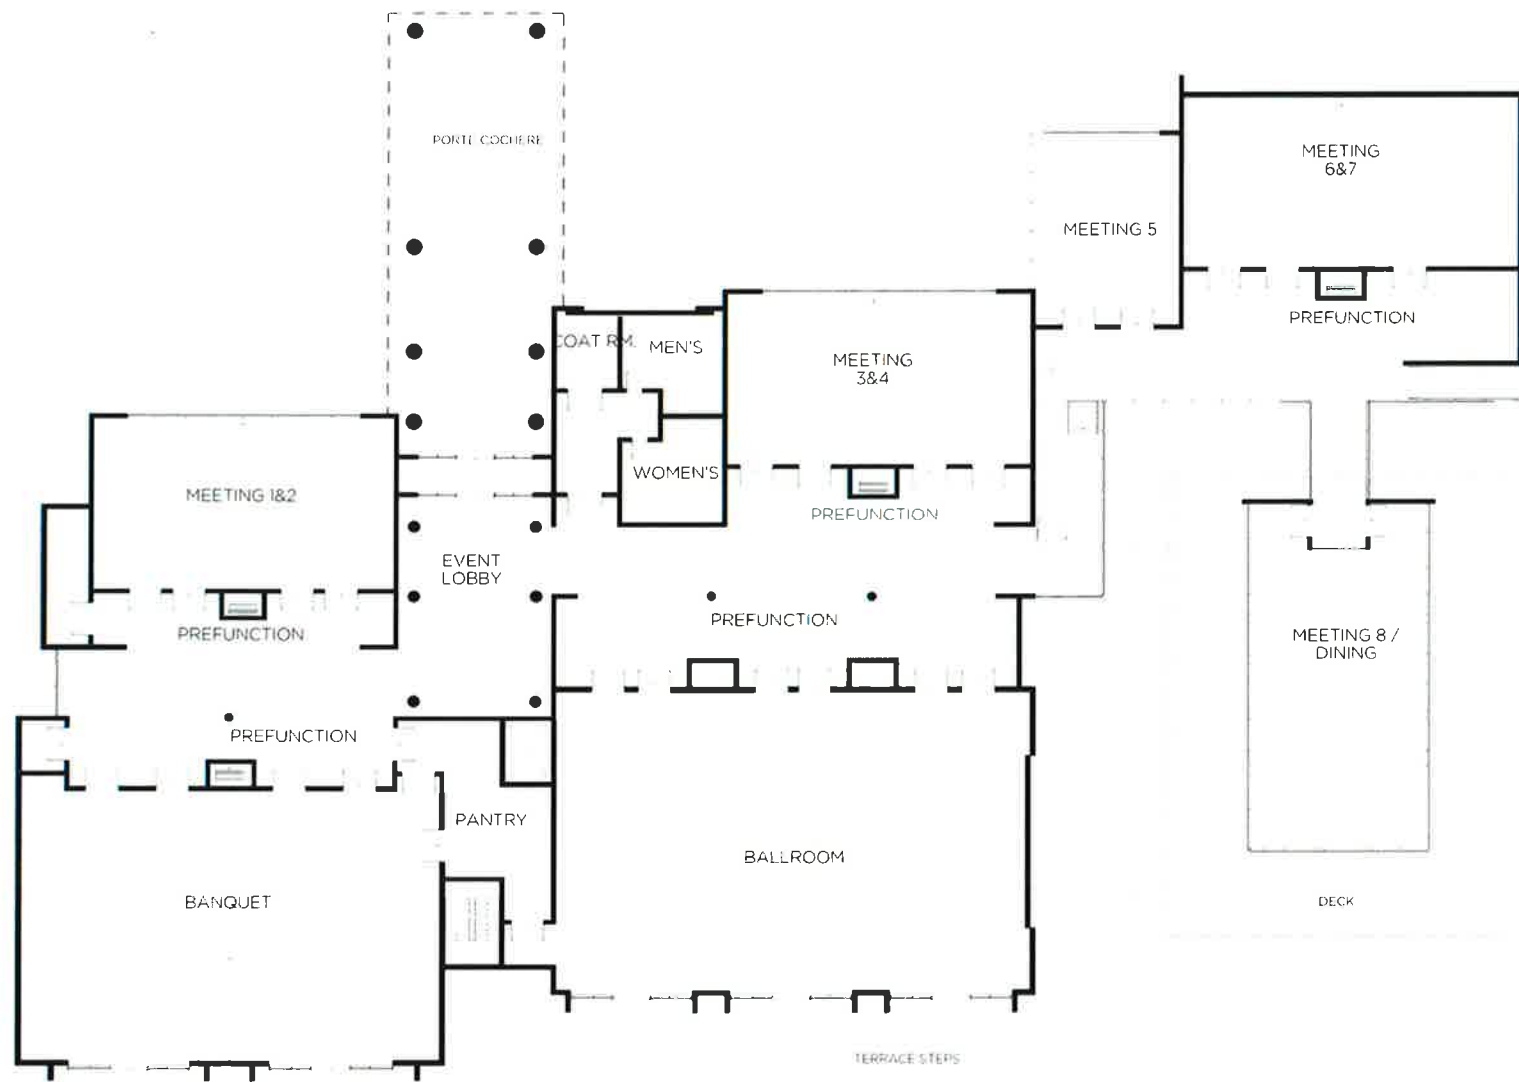 PORTE COCHERE
MEETING
6&7
MEETING 5
PREFUNCTION
COAT RM.
MEN'S
MEETING
3&4
WOMEN'S
MEETING 1&2
PREFUNCTION
EVENT
LOBBY
PREFUNCTION
PREFUNCTION
MEETING 8 /
DINING
PREFUNCTION
PANTRY
BALLROOM
BANQUET
DECK
TERRACE STEPS